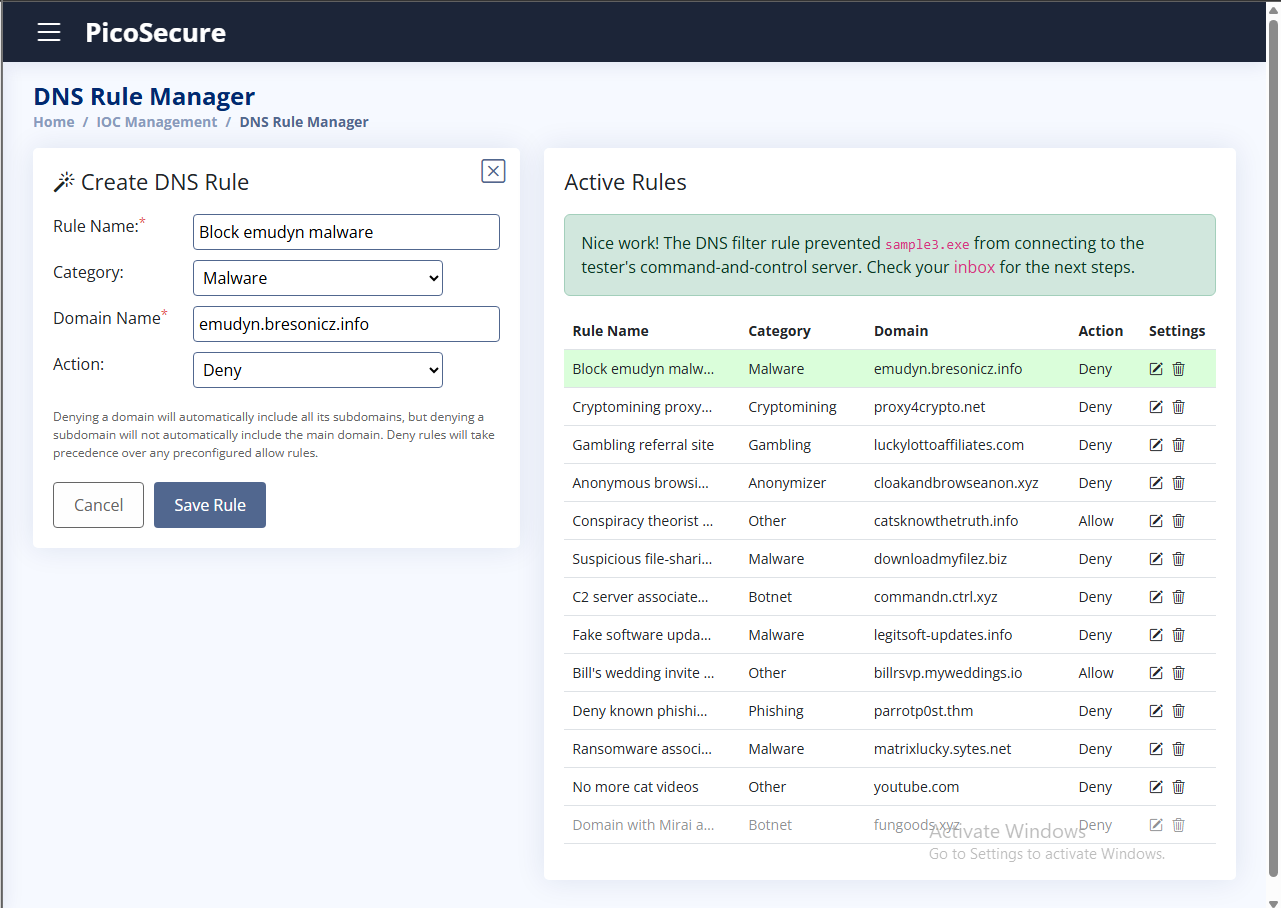 PicoSecure
DNS Rule Manager
Home / IOC Management / DNS Rule Manager
Create DNS Rule
Rule Name:*
Block emudyn malware
Category:
Malware
Domain Name*
emudyn.bresonicz.info
Action:
Deny
Denying a domain will automatically include all its subdomains, but denying a
subdomain will not automatically include the main domain. Deny rules will take
precedence over any preconfigured allow rules.
Cancel Save Rule
Active Rules
Nice work! The DNS filter rule prevented sample3.exe from connecting to the
tester's command-and-control server. Check your inbox for the next steps.
Rule Name Category Domain Action Settings
Block emudyn malw... Malware emudyn.bresonicz.info Deny
Cryptomining proxy... Cryptomining proxy4crypto.net Deny
Gambling referral site Gambling luckylottoaffiliates.com Deny
Anonymous browsi... Anonymizer cloakandbrowseanon.xyz Deny
Conspiracy theorist ... Other catsknowthetruth.info Allow
Suspicious file-shari... Malware downloadmyfilez.biz Deny
C2 server associate... Botnet commandn.ctrl.xyz Deny
Fake software upda... Malware legitsoft-updates.info Deny
Bill's wedding invite ... Other billrsvp.myweddings.io Allow
Deny known phishi... Phishing parrotp0st.thm Deny
Ransomware associ... Malware matrixlucky.sytes.net Deny
No more cat videos Other youtube.com Deny
Domain with Mirai a... Botnet fungoods.xyz Deny
Activate Windows
Go to Settings to activate Windows.